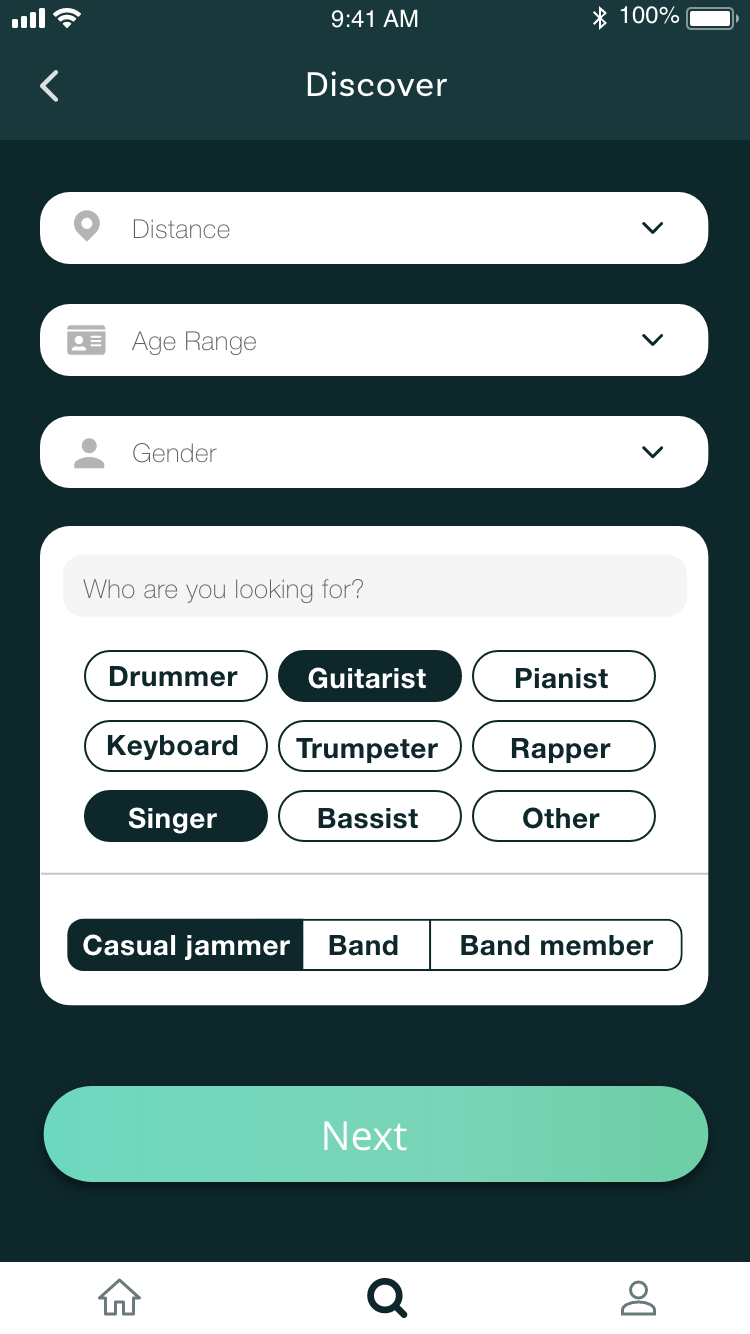 9:41 AM 100%
Discover
Distance
Age Range
Gender
Who are you looking for?
Drummer Guitarist Pianist
Keyboard Trumpeter Rapper
Singer Bassist Other
Casual jammer Band Band member
Next